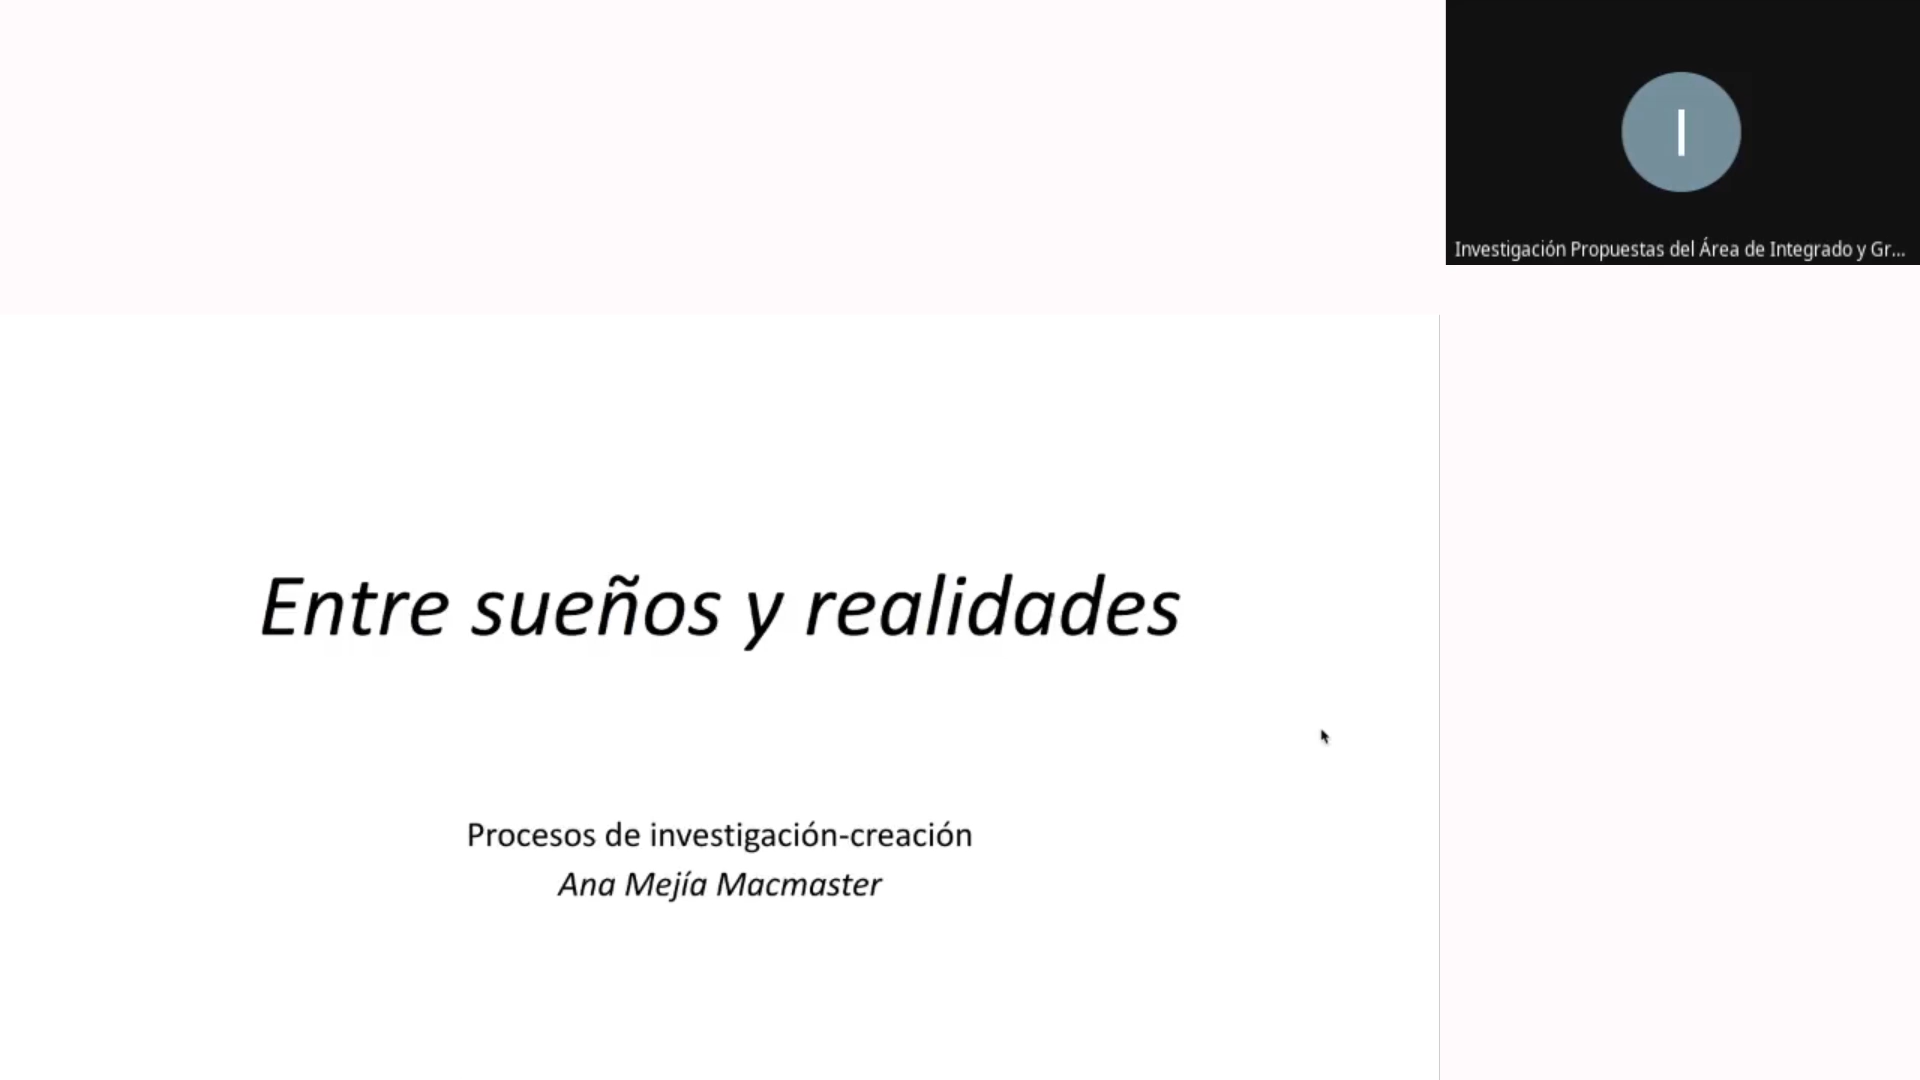 I
Investigación Propuestas del Área de Integrado y Gr...
Entre sueños y realidades
Procesos de investigación-creación
Ana Mejía Macmaster